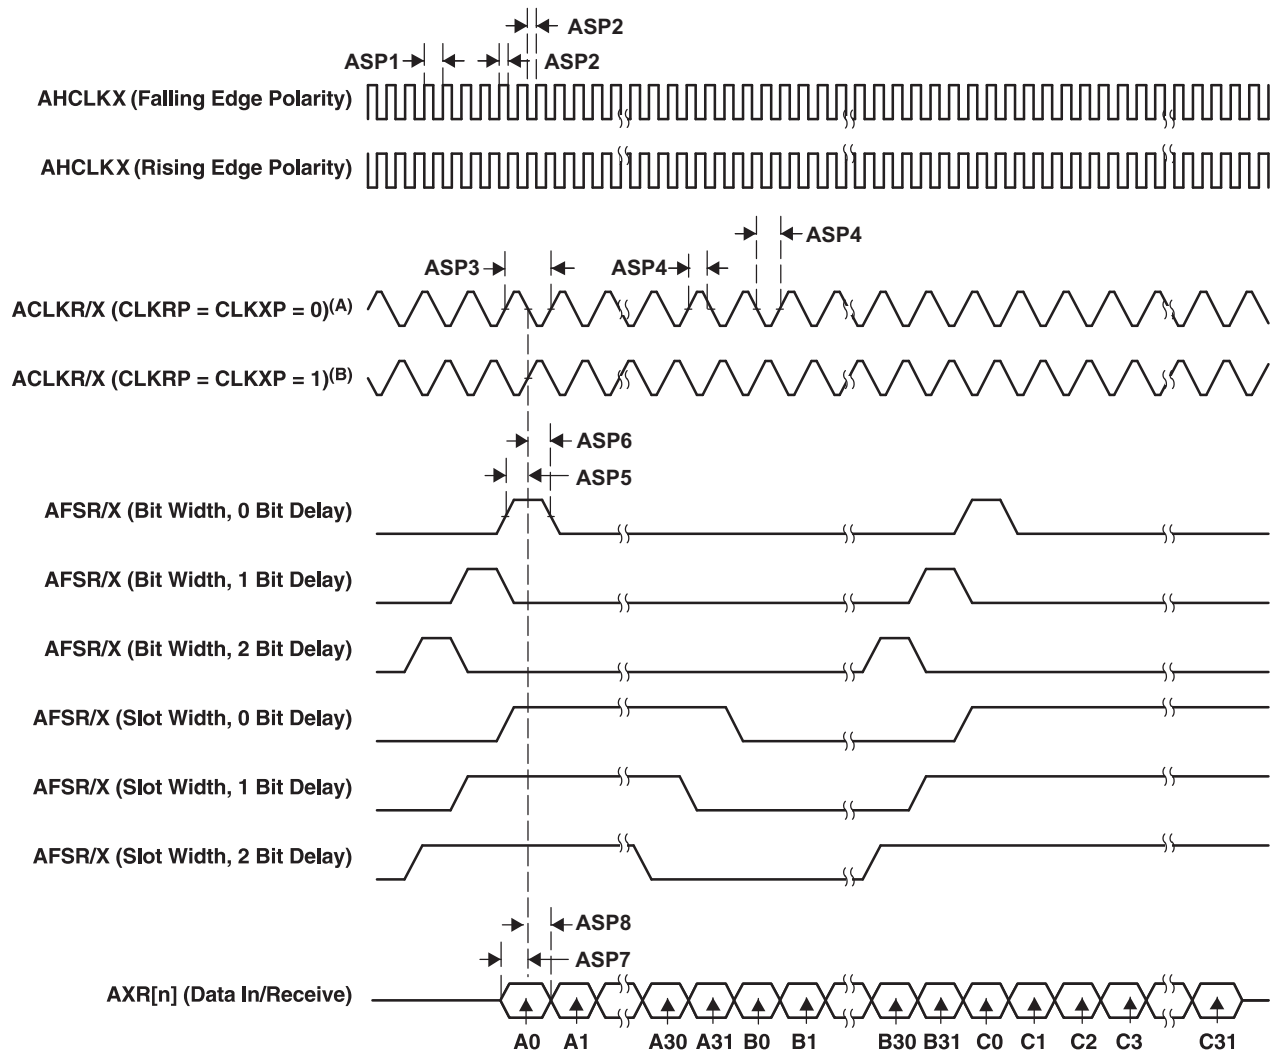 ASP2
ASP1
ASP2
AHCLKX (Falling Edge Polarity)
AHCLKX (Rising Edge Polarity)
ASP4
ASP3
ASP4
ACLKR/X (CLKRP = CLKXP = 0)(A)
ACLKR/X (CLKRP = CLKXP = 1)(B)
ASP6
ASP5
AFSR/X (Bit Width, 0 Bit Delay)
AFSR/X (Bit Width, 1 Bit Delay)
AFSR/X (Bit Width, 2 Bit Delay)
AFSR/X (Slot Width, 0 Bit Delay)
AFSR/X (Slot Width, 1 Bit Delay)
AFSR/X (Slot Width, 2 Bit Delay)
ASP8
ASP7
AXR[n] (Data In/Receive)
A0 A1 A30 A31 B0 B1 B30 B31 C0 C1 C2 C3 C31